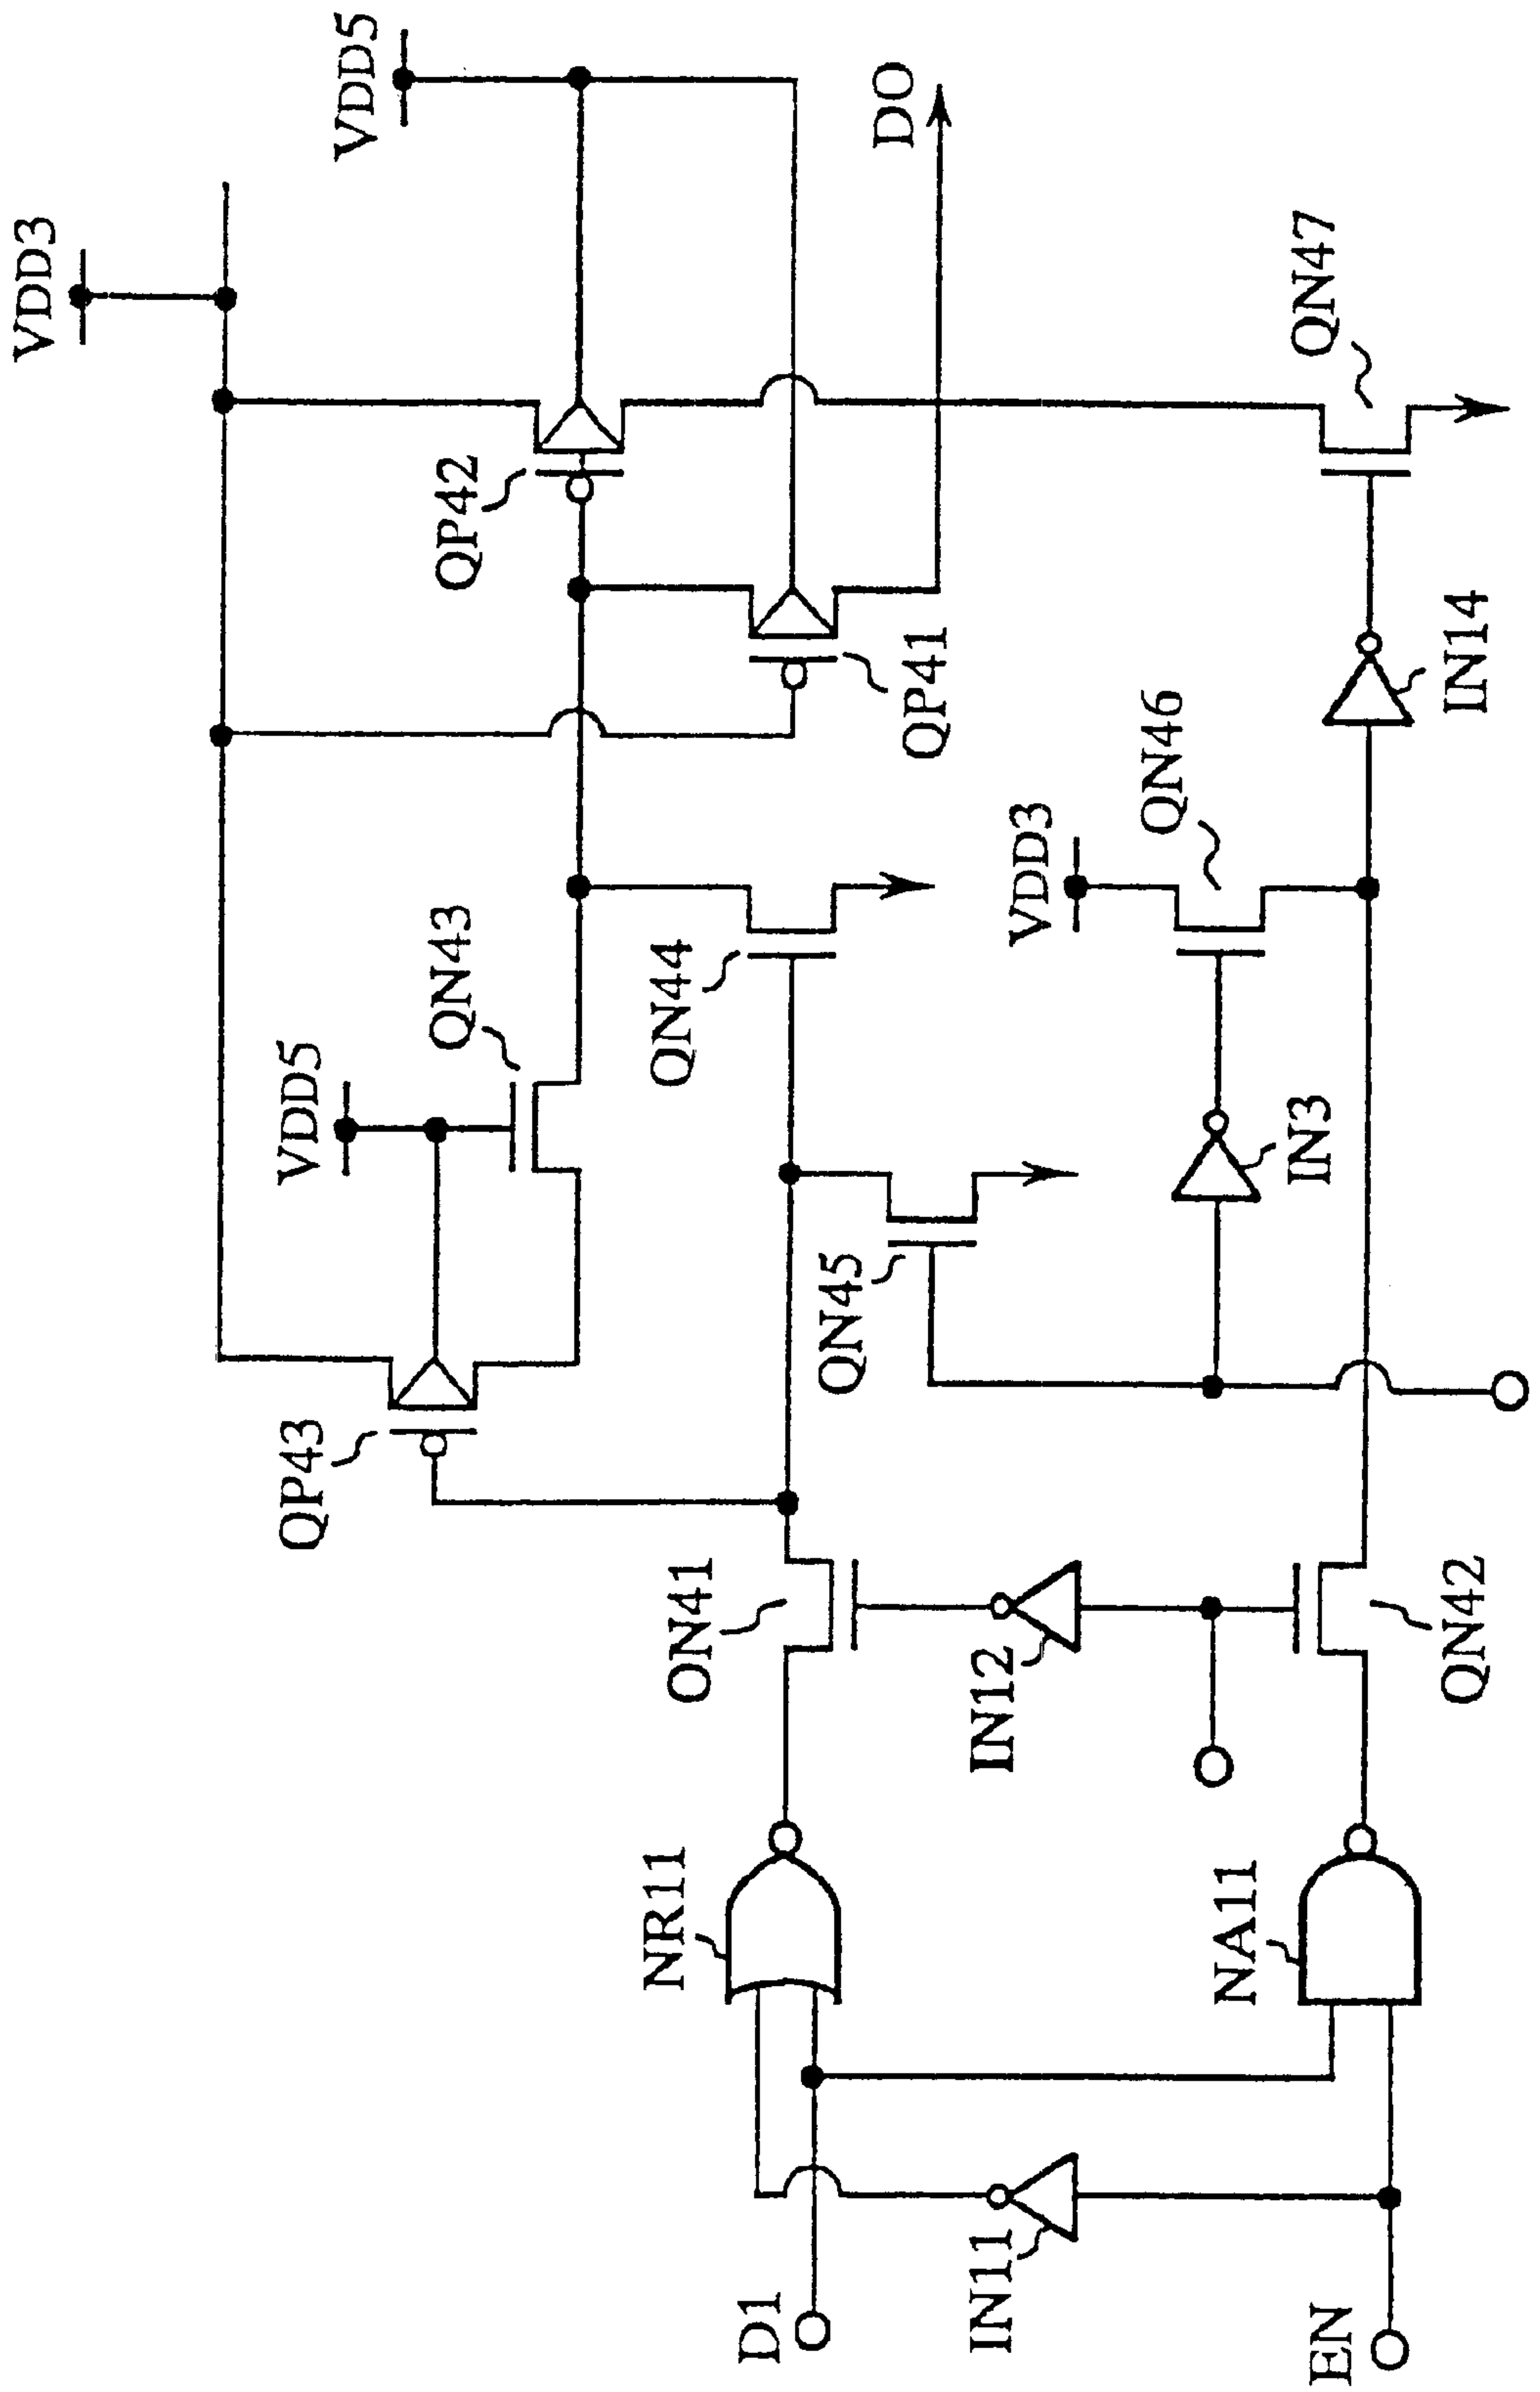 VDD3
VDD5
VDD5
QP43
QN43
QP42
DO
ON41
QN44
QP41
NR11
QN45
D1
IN12
IN11
VDD3
QN46
QN47
NA11
IN3
EN
QN42
IN14